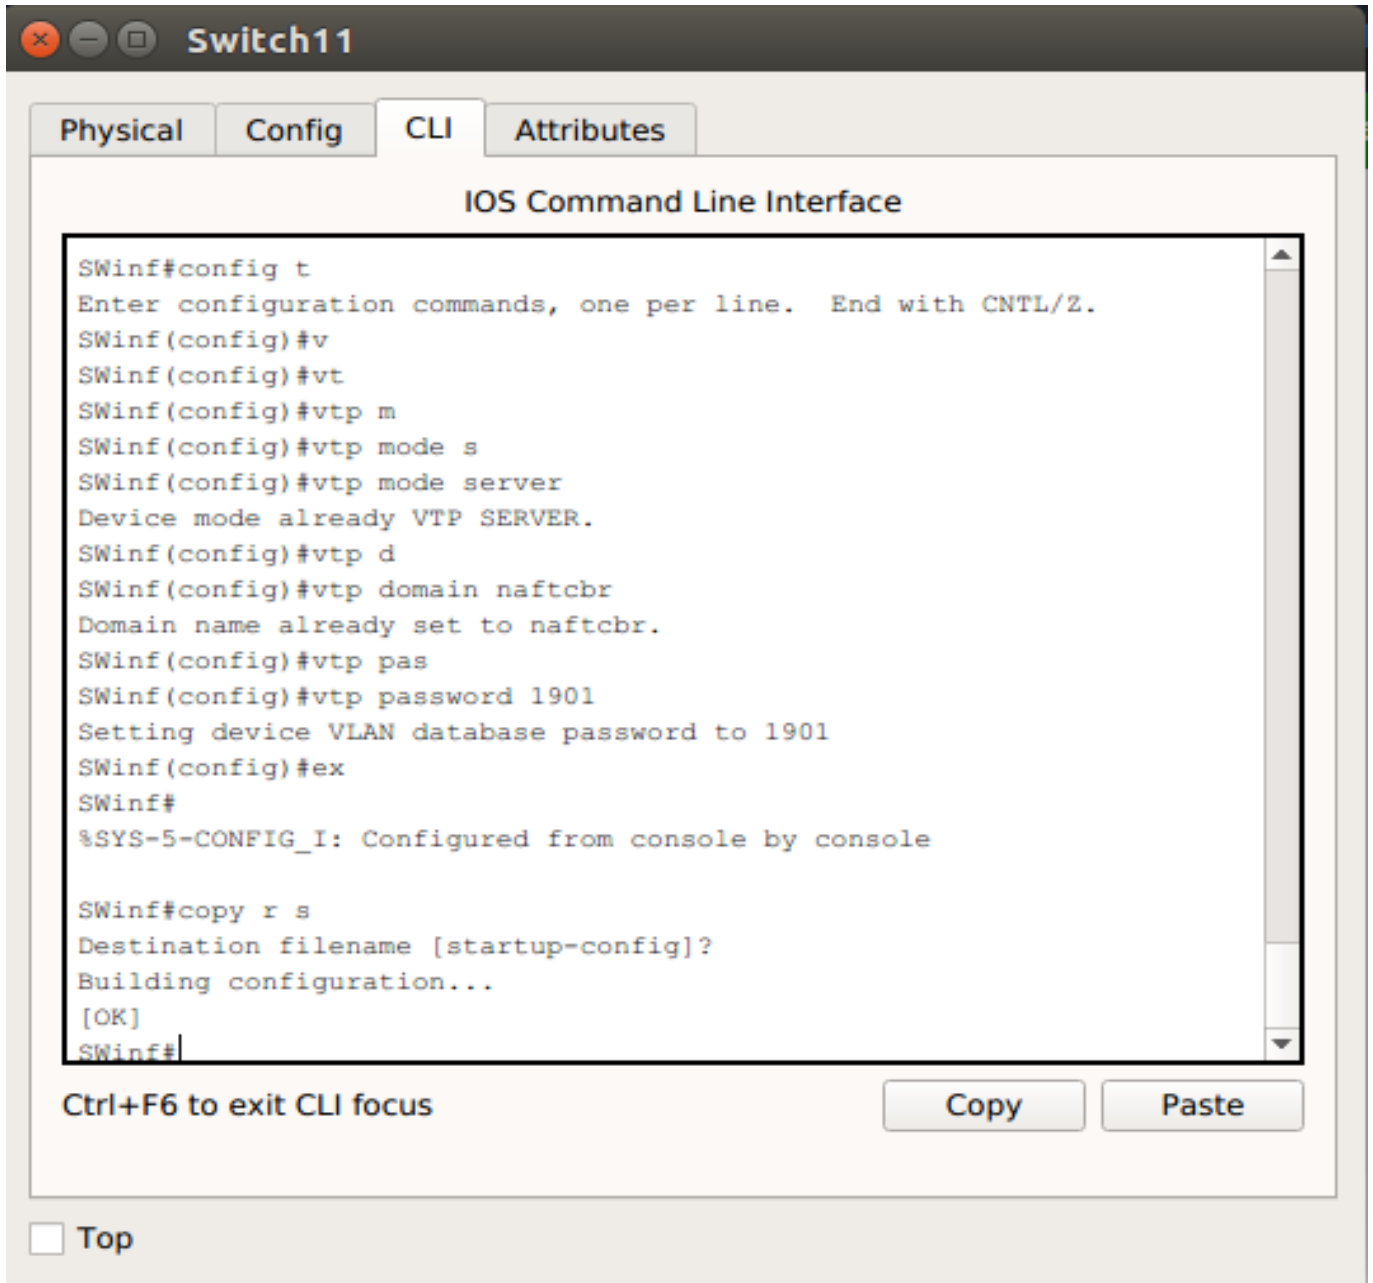 Switch11
Physical Config CLI Attributes
IOS Command Line Interface
SWinf#config t
Enter configuration commands, one per line.  End with CNTL/Z.
SWinf(config)#v
SWinf(config)#vt
SWinf(config)#vtp m
SWinf(config)#vtp mode s
SWinf(config)#vtp mode server
Device mode already VTP SERVER.
SWinf(config)#vtp d
SWinf(config)#vtp domain naftcbr
Domain name already set to naftcbr.
SWinf(config)#vtp pas
SWinf(config)#vtp password 1901
Setting device VLAN database password to 1901
SWinf(config)#ex
SWinf#
%SYS-5-CONFIG_I: Configured from console by console
SWinf#copy r s
Destination filename [startup-config]?
Building configuration...
[OK]
SWinf#
Ctrl+F6 to exit CLI focus Copy Paste
Top